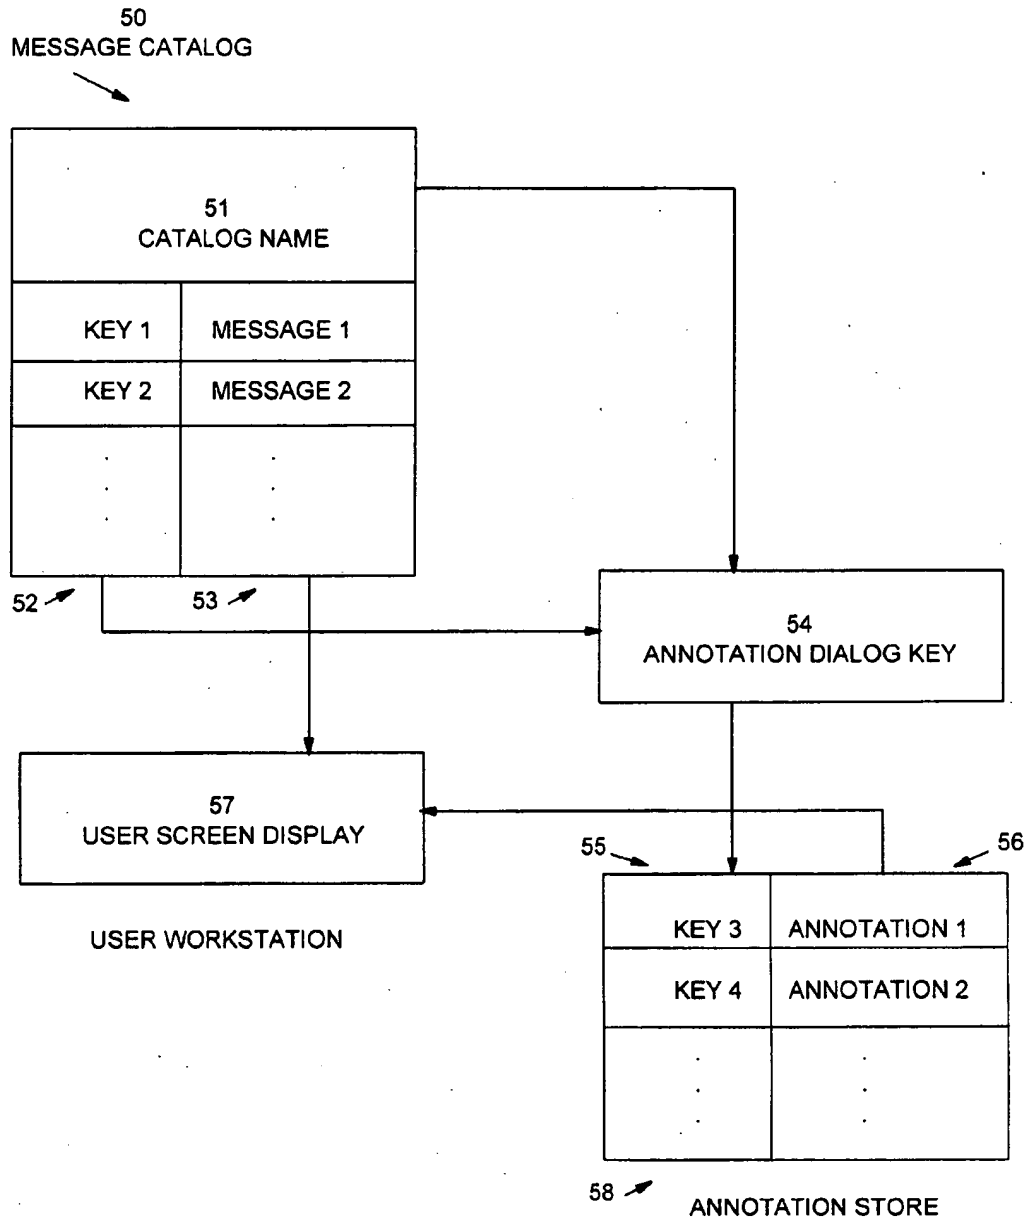 50
MESSAGE CATALOG
51
CATALOG NAME
KEY 1 MESSAGE 1
KEY 2 MESSAGE 2
52
53
54
ANNOTATION DIALOG KEY
57
USER SCREEN DISPLAY
USER WORKSTATION
55
56
KEY 3 ANNOTATION 1
KEY 4 ANNOTATION 2
58
ANNOTATION STORE